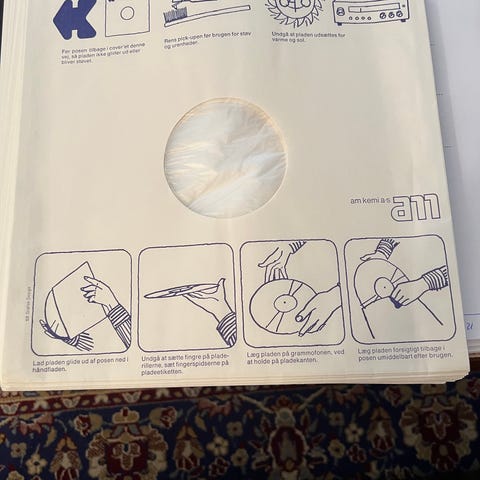 Før posen tilbage i cover'et denne
vej, så pladen ikke glider ud eller
bliver støvet.
Rens pick-upen før brugen for støv
og urenheder.
Undgå at pladen udsættes for
varme og sol.
am kemi a·s am
Lad pladen glide ud af posen ned i
håndfladen.
Undgå at sætte fingre på plade-
rillerne, sæt fingerspidserne på
pladeetiketten.
Læg pladen på grammofonen, ved
at holde på pladekanten.
Læg pladen forsigtigt tilbage i
posen umiddelbart efter brugen.